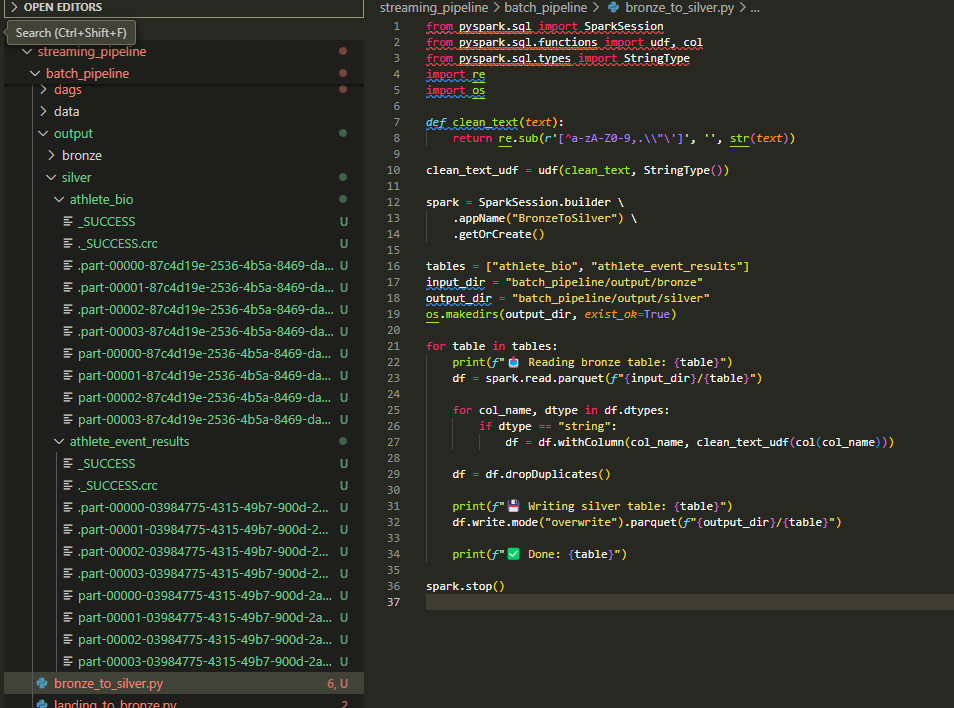 OPEN EDITORS
Search (Ctrl+Shift+F)
streaming_pipeline
batch_pipeline
dags
data
output
bronze
silver
athlete_bio
_SUCCESS U
._SUCCESS.crc U
.part-00000-87c4d19e-2536-4b5a-8469-da... U
.part-00001-87c4d19e-2536-4b5a-8469-da... U
.part-00002-87c4d19e-2536-4b5a-8469-da... U
.part-00003-87c4d19e-2536-4b5a-8469-da... U
part-00000-87c4d19e-2536-4b5a-8469-da... U
part-00001-87c4d19e-2536-4b5a-8469-da... U
part-00002-87c4d19e-2536-4b5a-8469-da... U
part-00003-87c4d19e-2536-4b5a-8469-da... U
athlete_event_results
_SUCCESS U
._SUCCESS.crc U
.part-00000-03984775-4315-49b7-900d-2... U
.part-00001-03984775-4315-49b7-900d-2... U
.part-00002-03984775-4315-49b7-900d-2... U
.part-00003-03984775-4315-49b7-900d-2... U
part-00000-03984775-4315-49b7-900d-2a... U
part-00001-03984775-4315-49b7-900d-2a... U
part-00002-03984775-4315-49b7-900d-2a... U
part-00003-03984775-4315-49b7-900d-2a... U
bronze_to_silver.py 6, U
landing_to_bronze.py 2
streaming_pipeline > batch_pipeline > bronze_to_silver.py > ...
1 from pyspark.sql import SparkSession
2 from pyspark.sql.functions import udf, col
3 from pyspark.sql.types import StringType
4 import re
5 import os
6
7 def clean_text(text):
8     return re.sub(r'[^a-zA-Z0-9,.\\"\']', '', str(text))
9
10 clean_text_udf = udf(clean_text, StringType())
11
12 spark = SparkSession.builder \
13     .appName("BronzeToSilver") \
14     .getOrCreate()
15
16 tables = ["athlete_bio", "athlete_event_results"]
17 input_dir = "batch_pipeline/output/bronze"
18 output_dir = "batch_pipeline/output/silver"
19 os.makedirs(output_dir, exist_ok=True)
20
21 for table in tables:
22     print(f"📥 Reading bronze table: {table}")
23     df = spark.read.parquet(f"{input_dir}/{table}")
24
25     for col_name, dtype in df.dtypes:
26         if dtype == "string":
27             df = df.withColumn(col_name, clean_text_udf(col(col_name)))
28
29     df = df.dropDuplicates()
30
31     print(f"💾 Writing silver table: {table}")
32     df.write.mode("overwrite").parquet(f"{output_dir}/{table}")
33
34     print(f"✅ Done: {table}")
35
36 spark.stop()
37